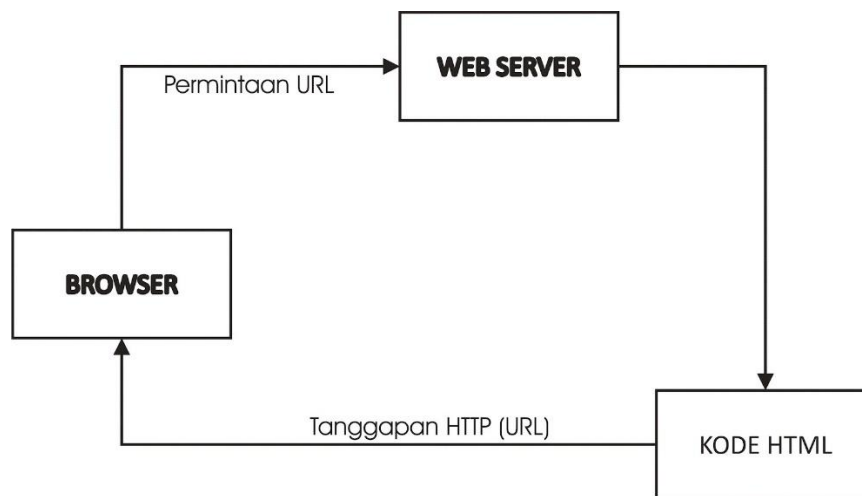 WEB SERVER
Permintaan URL
BROWSER
Tanggapan HTTP (URL)
KODE HTML